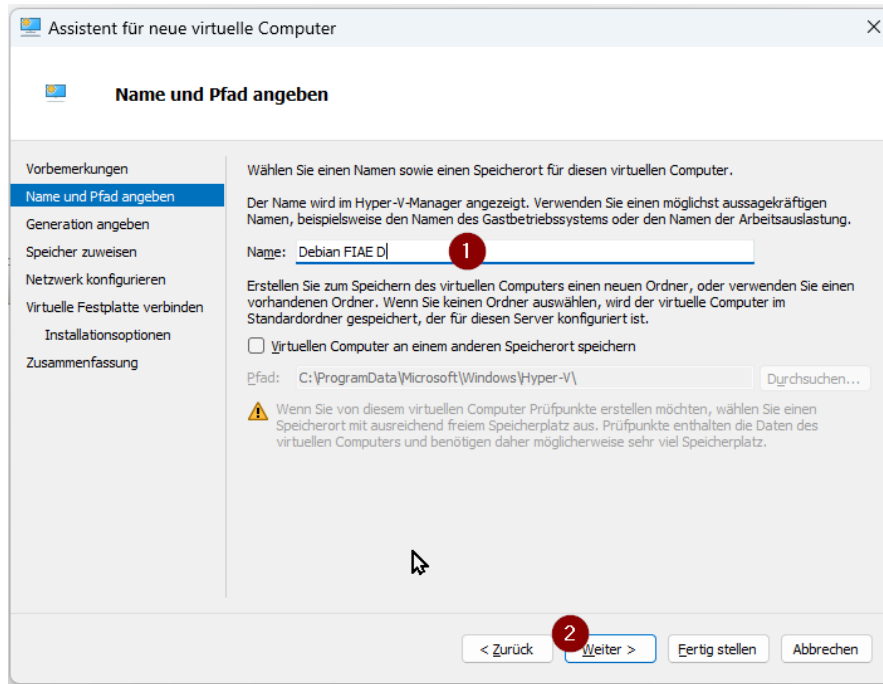 Assistent für neue virtuelle Computer
Name und Pfad angeben
Vorbemerkungen
Name und Pfad angeben
Generation angeben
Speicher zuweisen
Netzwerk konfigurieren
Virtuelle Festplatte verbinden
Installationsoptionen
Zusammenfassung
Wählen Sie einen Namen sowie einen Speicherort für diesen virtuellen Computer.
Der Name wird im Hyper-V-Manager angezeigt. Verwenden Sie einen möglichst aussagekräftigen
Namen, beispielsweise den Namen des Gastbetriebssystems oder den Namen der Arbeitsauslastung.
Name: Debian FIAE D 1
Erstellen Sie zum Speichern des virtuellen Computers einen neuen Ordner, oder verwenden Sie einen
vorhandenen Ordner. Wenn Sie keinen Ordner auswählen, wird der virtuelle Computer im
Standardordner gespeichert, der für diesen Server konfiguriert ist.
Virtuellen Computer an einem anderen Speicherort speichern
Pfad: C:\ProgramData\Microsoft\Windows\Hyper-V\ Durchsuchen...
Wenn Sie von diesem virtuellen Computer Prüfpunkte erstellen möchten, wählen Sie einen
Speicherort mit ausreichend freiem Speicherplatz aus. Prüfpunkte enthalten die Daten des
virtuellen Computers und benötigen daher möglicherweise sehr viel Speicherplatz.
< Zurück 2 Weiter > Fertig stellen Abbrechen